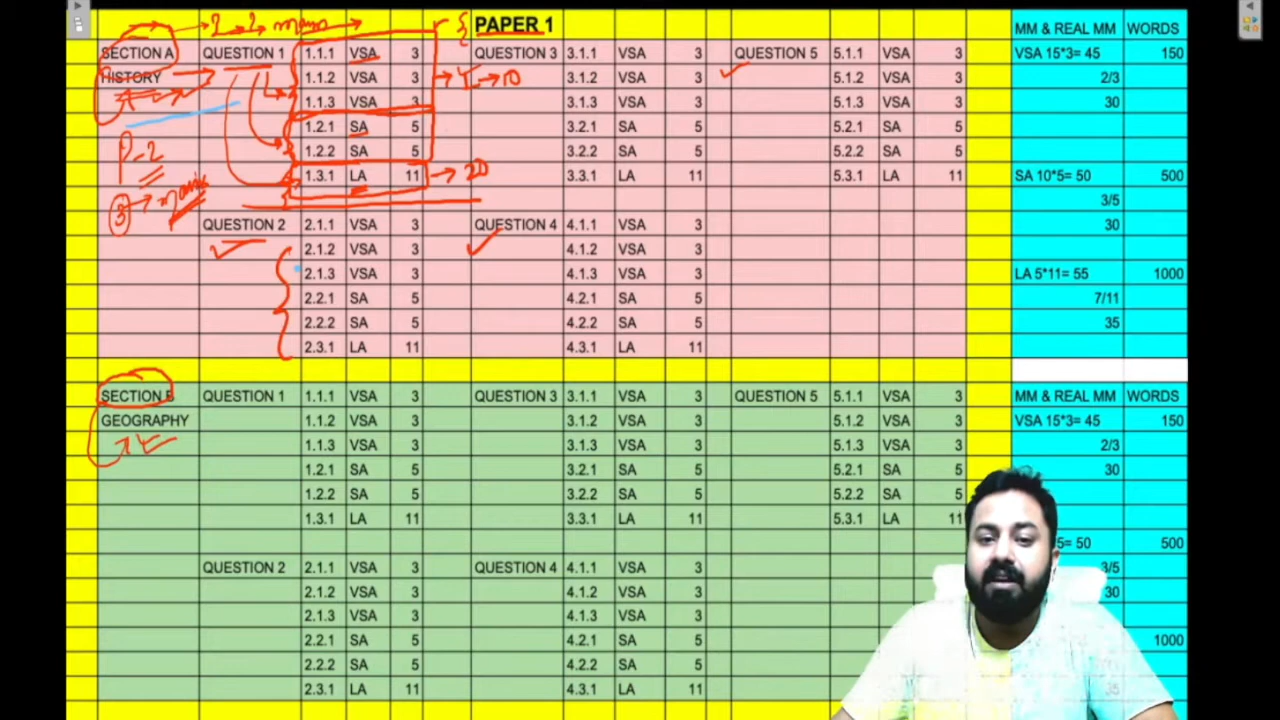 → 2 2 marks →
PAPER 1 MM & REAL MM WORDS
SECTION A QUESTION 1 1.1.1 VSA 3 QUESTION 3 3.1.1 VSA 3 QUESTION 5 5.1.1 VSA 3 VSA 15*3= 45 150
HISTORY 1.1.2 VSA 3 → 10 3.1.2 VSA 3 5.1.2 VSA 3 2/3
1.1.3 VSA 3 3.1.3 VSA 3 5.1.3 VSA 3 30
1.2.1 SA 5 3.2.1 SA 5 5.2.1 SA 5
P-2 1.2.2 SA 5 3.2.2 SA 5 5.2.2 SA 5
1.3.1 LA 11 → 20 3.3.1 LA 11 5.3.1 LA 11 SA 10*5= 50 500
3 → marks 3/5
QUESTION 2 2.1.1 VSA 3 QUESTION 4 4.1.1 VSA 3 30
2.1.2 VSA 3 4.1.2 VSA 3
2.1.3 VSA 3 4.1.3 VSA 3 LA 5*11= 55 1000
2.2.1 SA 5 4.2.1 SA 5 7/11
2.2.2 SA 5 4.2.2 SA 5 35
2.3.1 LA 11 4.3.1 LA 11
SECTION B QUESTION 1 1.1.1 VSA 3 QUESTION 3 3.1.1 VSA 3 QUESTION 5 5.1.1 VSA 3 MM & REAL MM WORDS
GEOGRAPHY 1.1.2 VSA 3 3.1.2 VSA 3 5.1.2 VSA 3 VSA 15*3= 45 150
1.1.3 VSA 3 3.1.3 VSA 3 5.1.3 VSA 3 2/3
1.2.1 SA 5 3.2.1 SA 5 5.2.1 SA 5 30
1.2.2 SA 5 3.2.2 SA 5 5.2.2 SA 5
1.3.1 LA 11 3.3.1 LA 11 5.3.1 LA 11
5= 50 500
QUESTION 2 2.1.1 VSA 3 QUESTION 4 4.1.1 VSA 3 3/5
2.1.2 VSA 3 4.1.2 VSA 3 30
2.1.3 VSA 3 4.1.3 VSA 3
2.2.1 SA 5 4.2.1 SA 5 1000
2.2.2 SA 5 4.2.2 SA 5
2.3.1 LA 11 4.3.1 LA 11 35